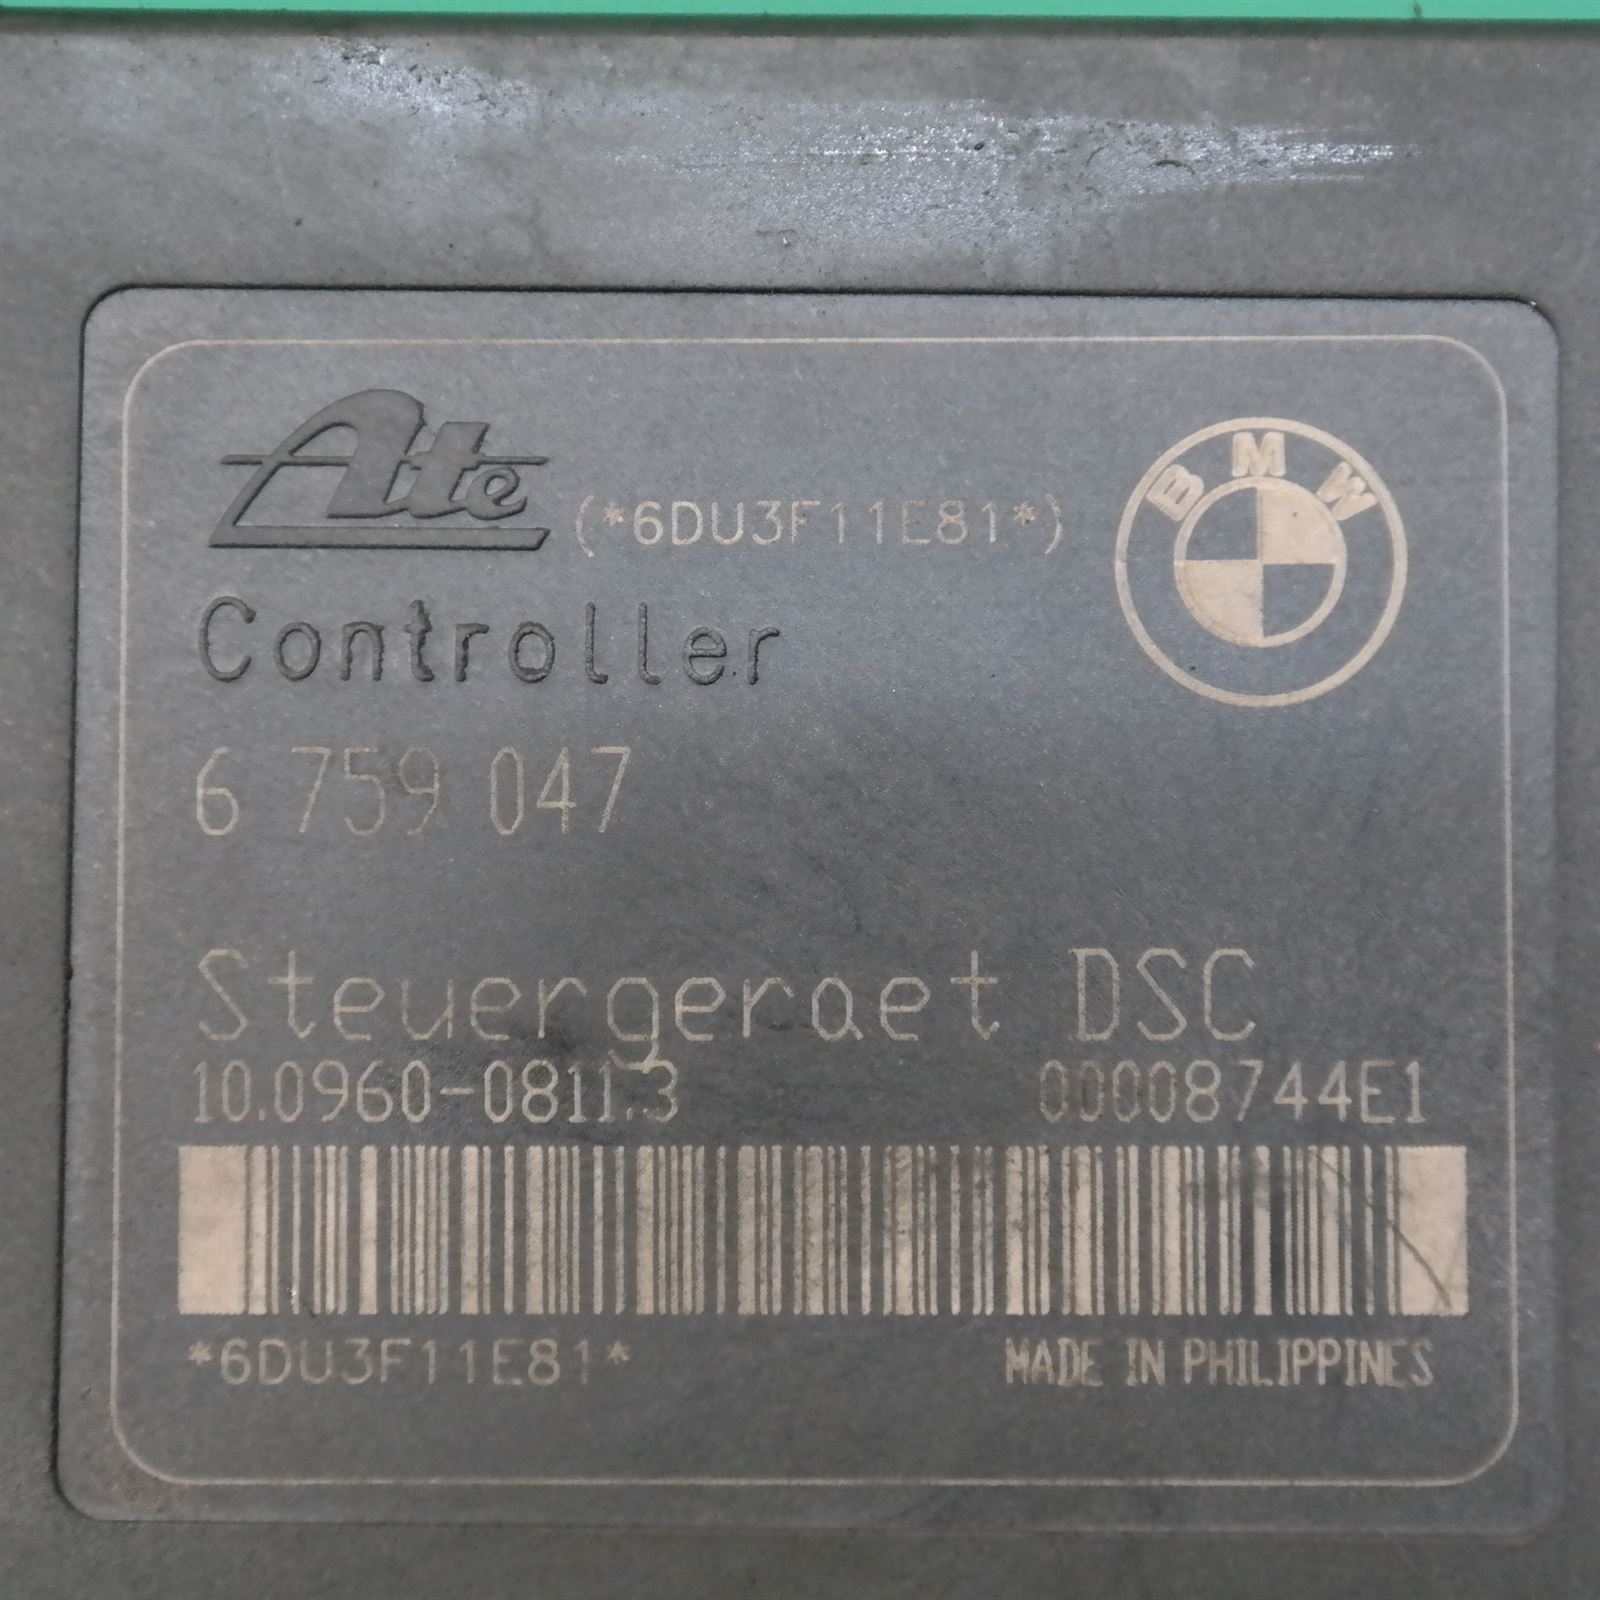 Ate (*6DU3F11E81*)
BMW
Controller
6 759 047
Steuergeraet DSC
10.0960-0811.3 00008744E1
*6DU3F11E81* MADE IN PHILIPPINES